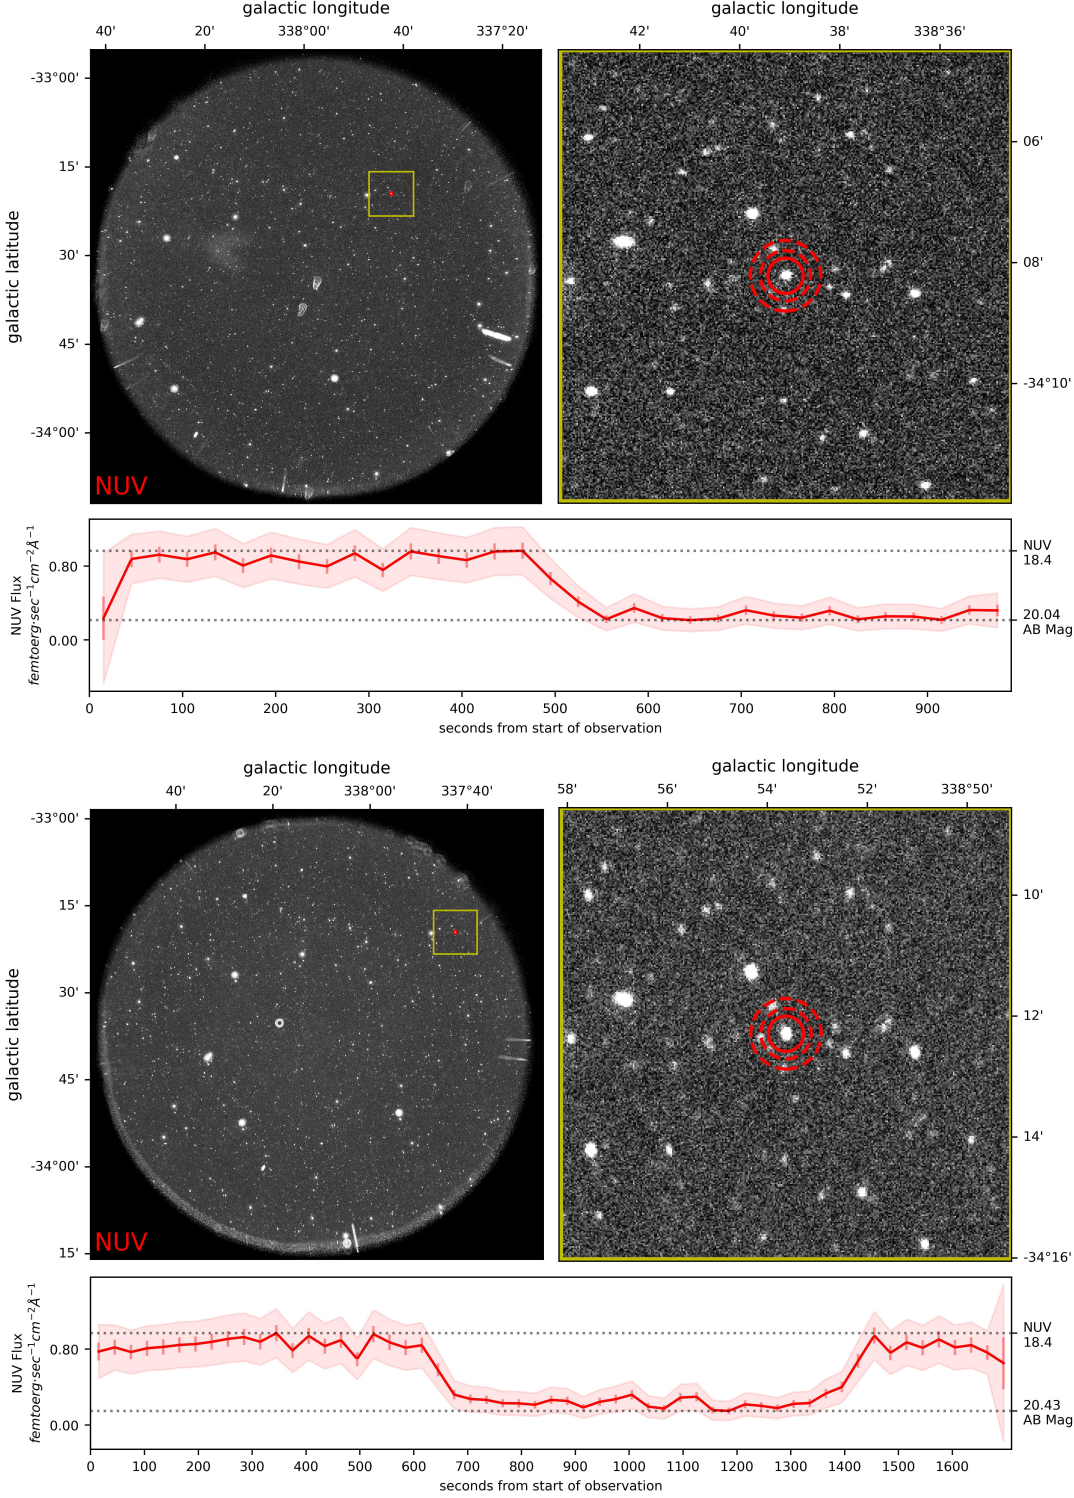 galactic longitude
galactic longitude
40' 20' 338°00' 40' 337°20'
42' 40' 38' 338°36'
-33°00'
15'
30'
45'
-34°00'
galactic latitude
NUV
06'
08'
-34°10'
NUV Flux
femtoerg·sec⁻¹cm⁻²Å⁻¹
0.80
0.00
NUV
18.4
20.04
AB Mag
0 100 200 300 400 500 600 700 800 900
seconds from start of observation
galactic longitude
galactic longitude
40' 20' 338°00' 337°40'
58' 56' 54' 52' 338°50'
-33°00'
15'
30'
45'
-34°00'
15'
galactic latitude
NUV
10'
12'
14'
-34°16'
NUV Flux
femtoerg·sec⁻¹cm⁻²Å⁻¹
0.80
0.00
NUV
18.4
20.43
AB Mag
0 100 200 300 400 500 600 700 800 900 1000 1100 1200 1300 1400 1500 1600
seconds from start of observation